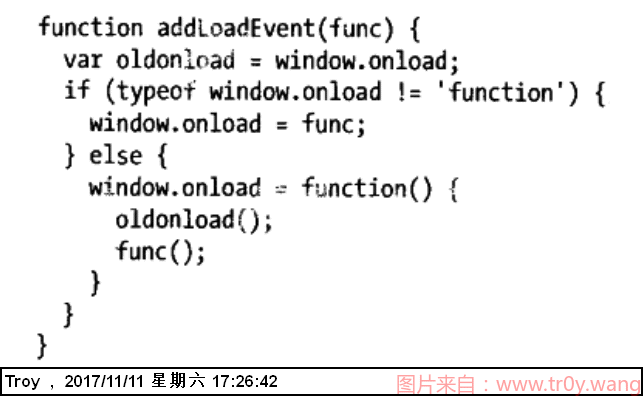 function addLoadEvent(func) {
var oldonload = window.onload;
if (typeof window.onload != 'function') {
window.onload = func;
} else {
window.onload = function() {
oldonload();
func();
}
}
}
Troy , 2017/11/11 星期六 17:26:42
图片来自：www.tr0y.wang